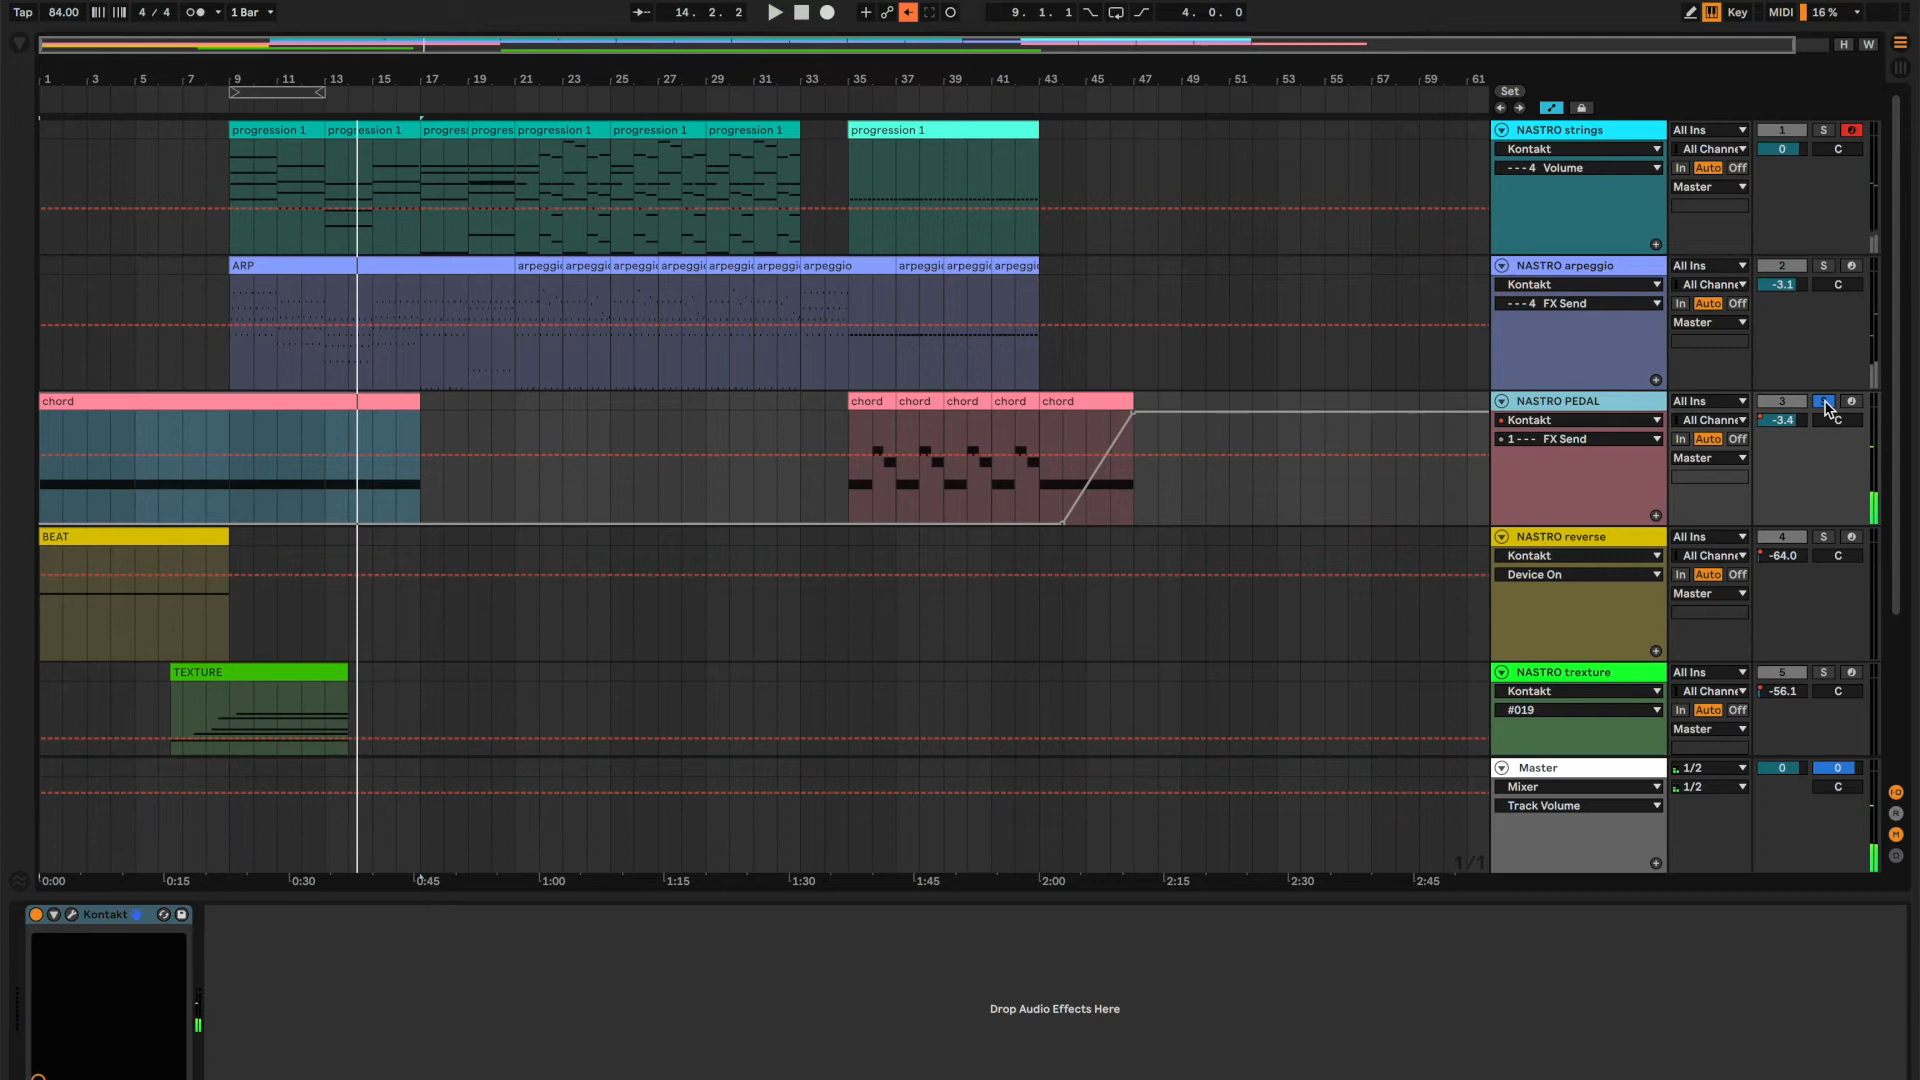 Tap 84.00 4 / 4 1 Bar 14. 2. 2 9. 1. 1 4. 0. 0 Key MIDI 16 %
H W
1 3 5 7 9 11 13 15 17 19 21 23 25 27 29 31 33 35 37 39 41 43 45 47 49 51 53 55 57 59 61
Set
progression 1 progression 1 progres progres progression 1 progression 1 progression 1 progression 1 NASTRO strings All Ins 1 S
Kontakt All Channe 0 C
---4 Volume In Auto Off
Master
ARP arpeggio arpeggio arpeggio arpeggio arpeggio arpeggio arpeggio arpeggio arpeggio arpeggio NASTRO arpeggio All Ins 2 S
Kontakt All Channe -3.1 C
---4 FX Send In Auto Off
Master
chord chord chord chord chord chord NASTRO PEDAL All Ins 3 S
Kontakt All Channe -3.4 C
1--- FX Send In Auto Off
Master
BEAT NASTRO reverse All Ins 4 S
Kontakt All Channe -64.0 C
Device On In Auto Off
Master
TEXTURE NASTRO trexture All Ins 5 S
Kontakt All Channe -56.1 C
#019 In Auto Off
Master
Master 1/2 0 0
Mixer 1/2 C
Track Volume
1/1
0:00 0:15 0:30 0:45 1:00 1:15 1:30 1:45 2:00 2:15 2:30 2:45
I·O
R
M
D
Kontakt
Drop Audio Effects Here